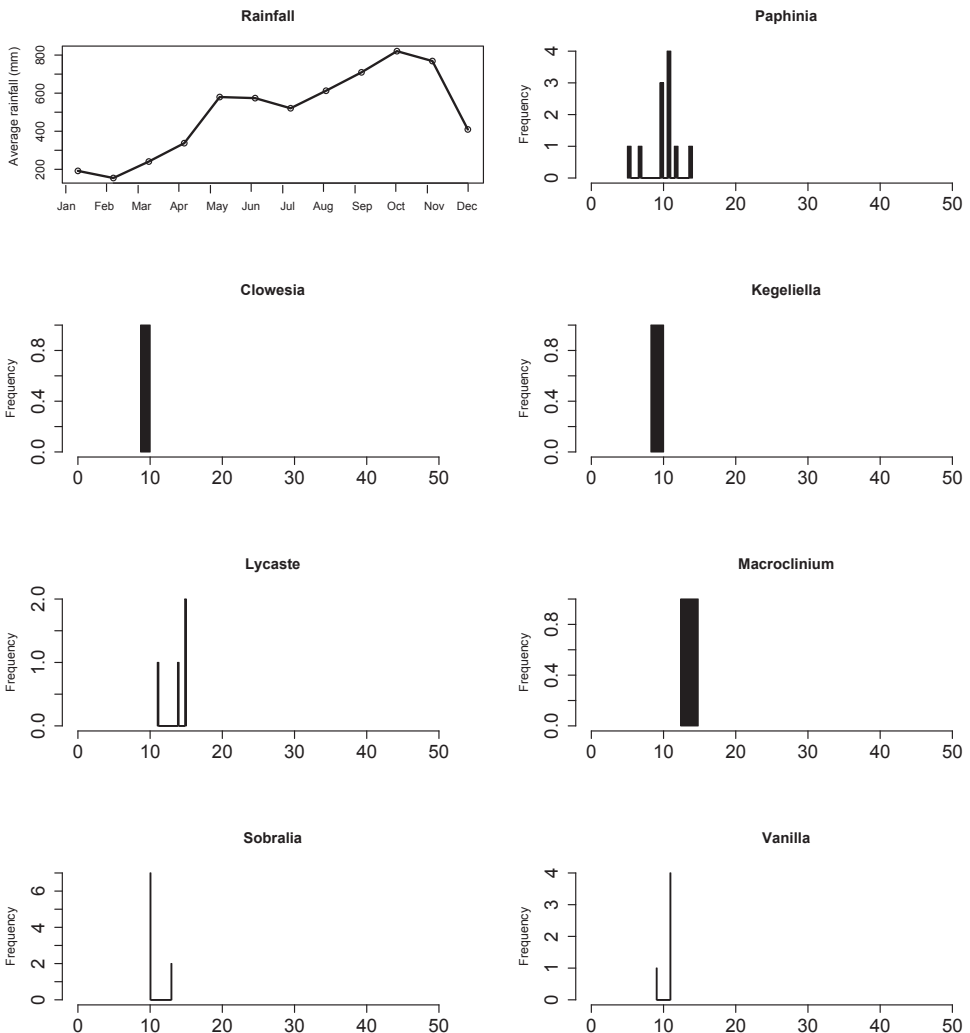 Rainfall
Average rainfall (mm)
200 400 600 800
Jan Feb Mar Apr May Jun Jul Aug Sep Oct Nov Dec
Paphinia
Frequency
0 1 2 3 4
0 10 20 30 40 50
Clowesia
Frequency
0.0 0.4 0.8
0 10 20 30 40 50
Kegeliella
Frequency
0.0 0.4 0.8
0 10 20 30 40 50
Lycaste
Frequency
0.0 1.0 2.0
0 10 20 30 40 50
Macroclinium
Frequency
0.0 0.4 0.8
0 10 20 30 40 50
Sobralia
Frequency
0 2 4 6
0 10 20 30 40 50
Vanilla
Frequency
0 1 2 3 4
0 10 20 30 40 50